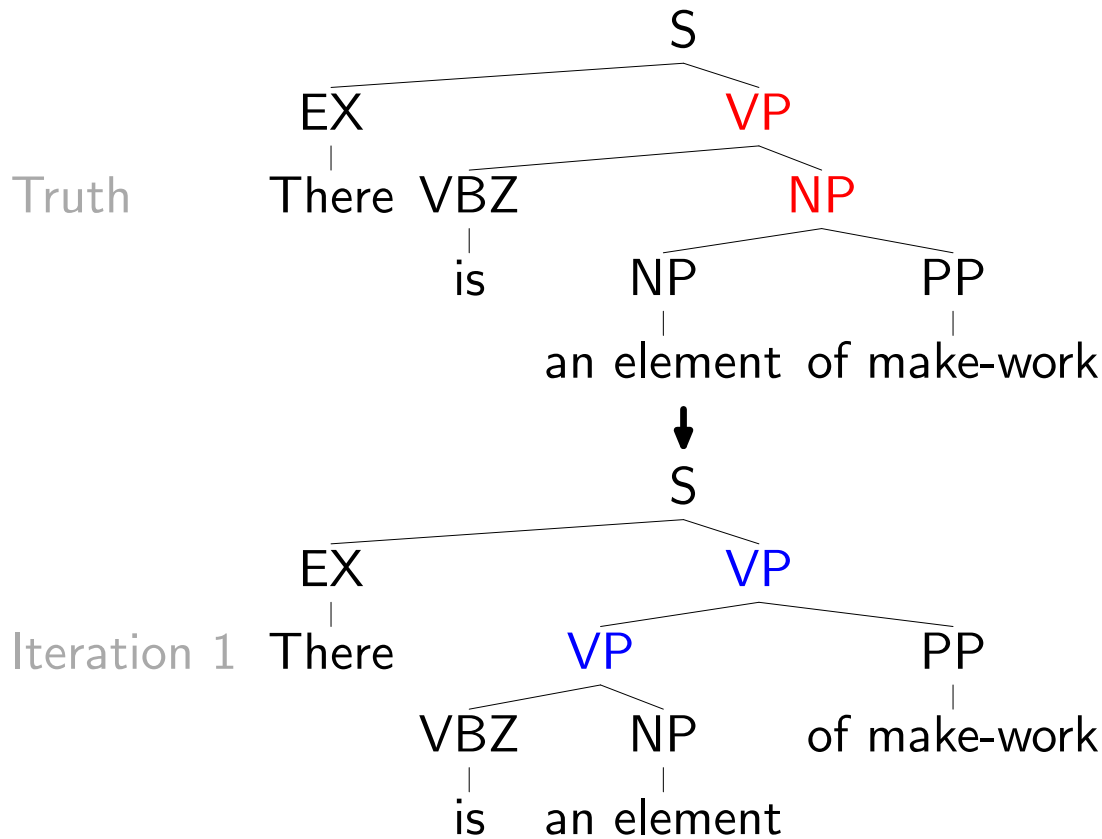 S
EX VP
Truth There VBZ NP
is NP PP
an element of make-work
S
EX VP
Iteration 1 There VP PP
VBZ NP of make-work
is an element